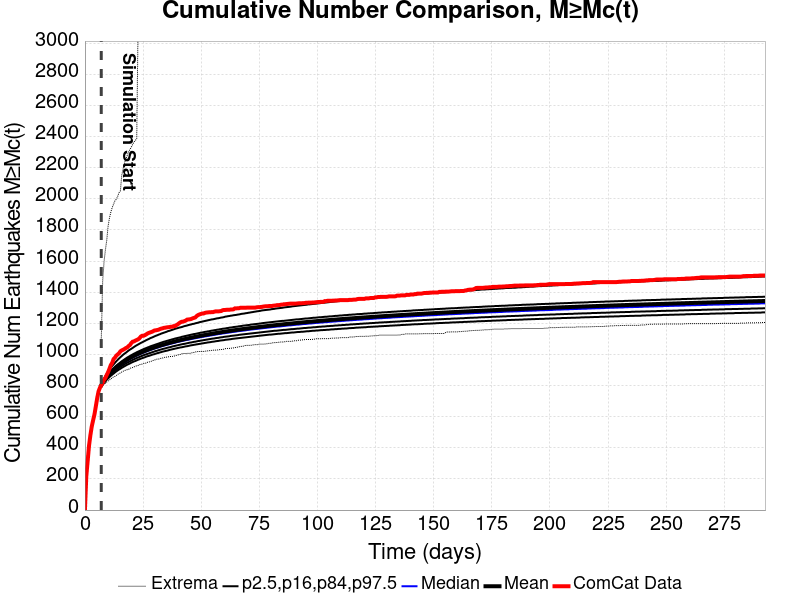 Cumulative Number Comparison, M≥Mc(t)
Cumulative Num Earthquakes M≥Mc(t)
3000
2800
2600
2400
2200
2000
1800
1600
1400
1200
1000
800
600
400
200
0
Simulation Start
0 25 50 75 100 125 150 175 200 225 250 275
Time (days)
Extrema p2.5,p16,p84,p97.5 Median Mean ComCat Data